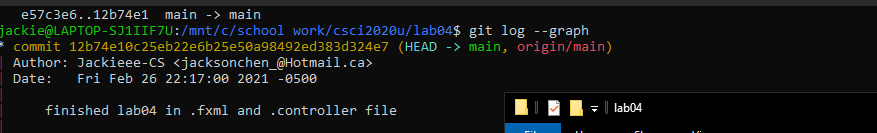 e57c3e6..12b74e1  main -> main
jackie@LAPTOP-SJ1IIF7U:/mnt/c/school work/csci2020u/lab04$ git log --graph
* commit 12b74e10c25eb22e6b25e50a98492ed383d324e7 (HEAD -> main, origin/main)
| Author: Jackieee-CS <jacksonchen_@Hotmail.ca>
| Date:   Fri Feb 26 22:17:00 2021 -0500
|
|     finished lab04 in .fxml and .controller file
lab04